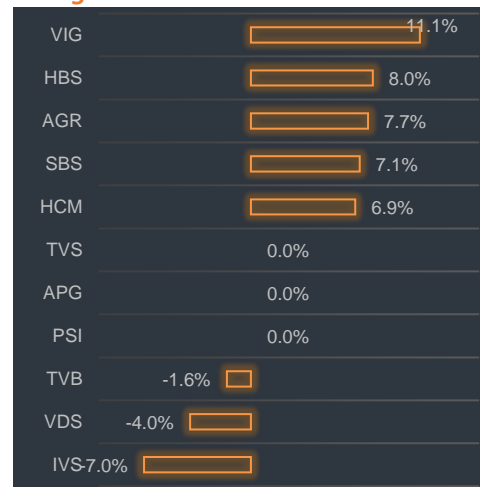 VIG 11.1%
HBS 8.0%
AGR 7.7%
SBS 7.1%
HCM 6.9%
TVS 0.0%
APG 0.0%
PSI 0.0%
TVB -1.6%
VDS -4.0%
IVS -7.0%